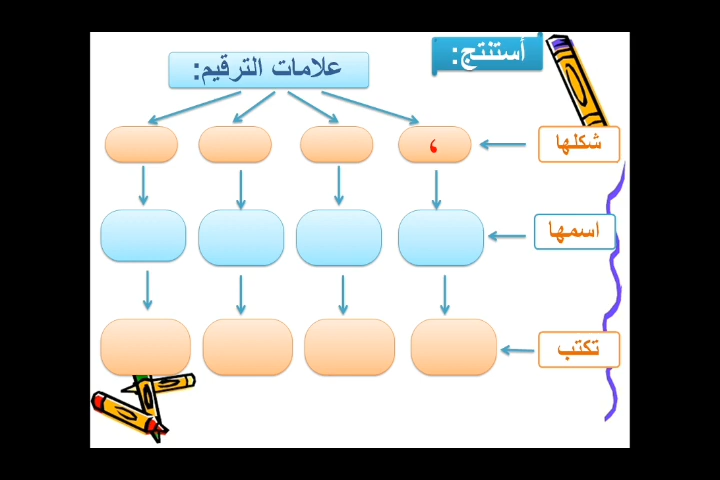 أستنتج:
علامات الترقيم:
شكلها
،
اسمها
تكتب